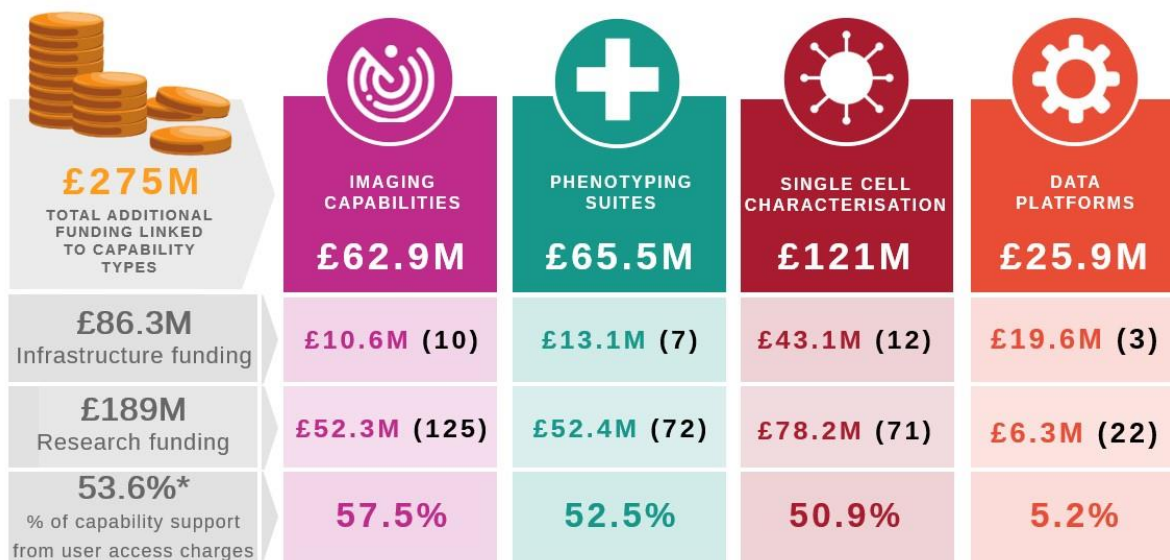 £275M
TOTAL ADDITIONAL
FUNDING LINKED
TO CAPABILITY
TYPES
IMAGING
CAPABILITIES
£62.9M
PHENOTYPING
SUITES
£65.5M
SINGLE CELL
CHARACTERISATION
£121M
DATA
PLATFORMS
£25.9M
£86.3M
Infrastructure funding
£10.6M (10)
£13.1M (7)
£43.1M (12)
£19.6M (3)
£189M
Research funding
£52.3M (125)
£52.4M (72)
£78.2M (71)
£6.3M (22)
53.6%*
% of capability support
from user access charges
57.5%
52.5%
50.9%
5.2%